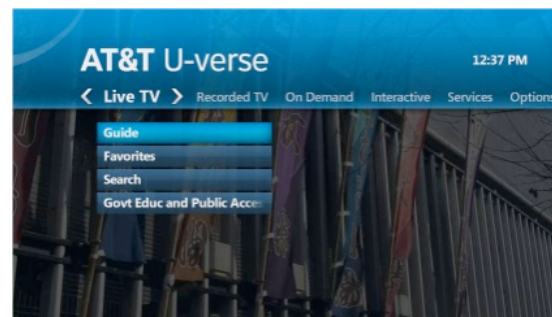 AT&T U-verse
12:37 PM
Live TV Recorded TV On Demand Interactive Services Options
Guide
Favorites
Search
Govt Educ and Public Acce